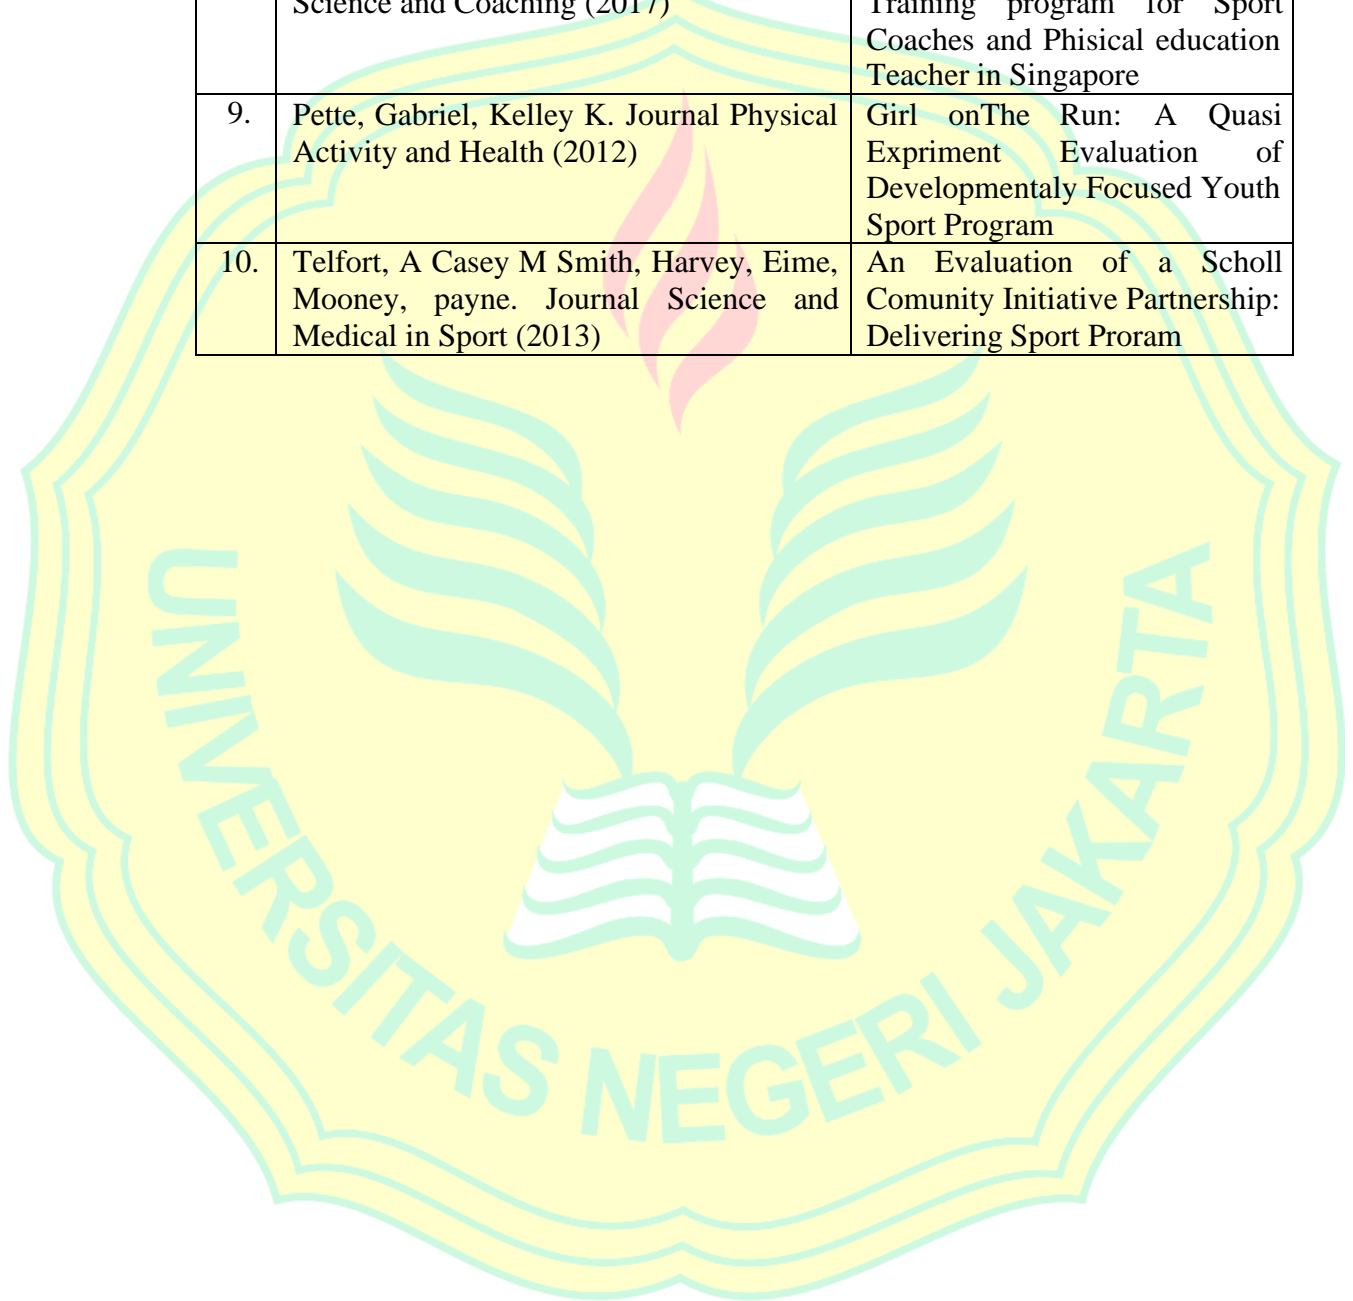 Science and Coaching (2017)
Training program for Sport
Coaches and Phisical education
Teacher in Singapore
9.
Pette, Gabriel, Kelley K. Journal Physical
Activity and Health (2012)
Girl onThe Run: A Quasi
Expriment Evaluation of
Developmentaly Focused Youth
Sport Program
10.
Telfort, A Casey M Smith, Harvey, Eime,
Mooney, payne. Journal Science and
Medical in Sport (2013)
An Evaluation of a Scholl
Comunity Initiative Partnership:
Delivering Sport Proram
UNIVERSITAS NEGERI JAKARTA